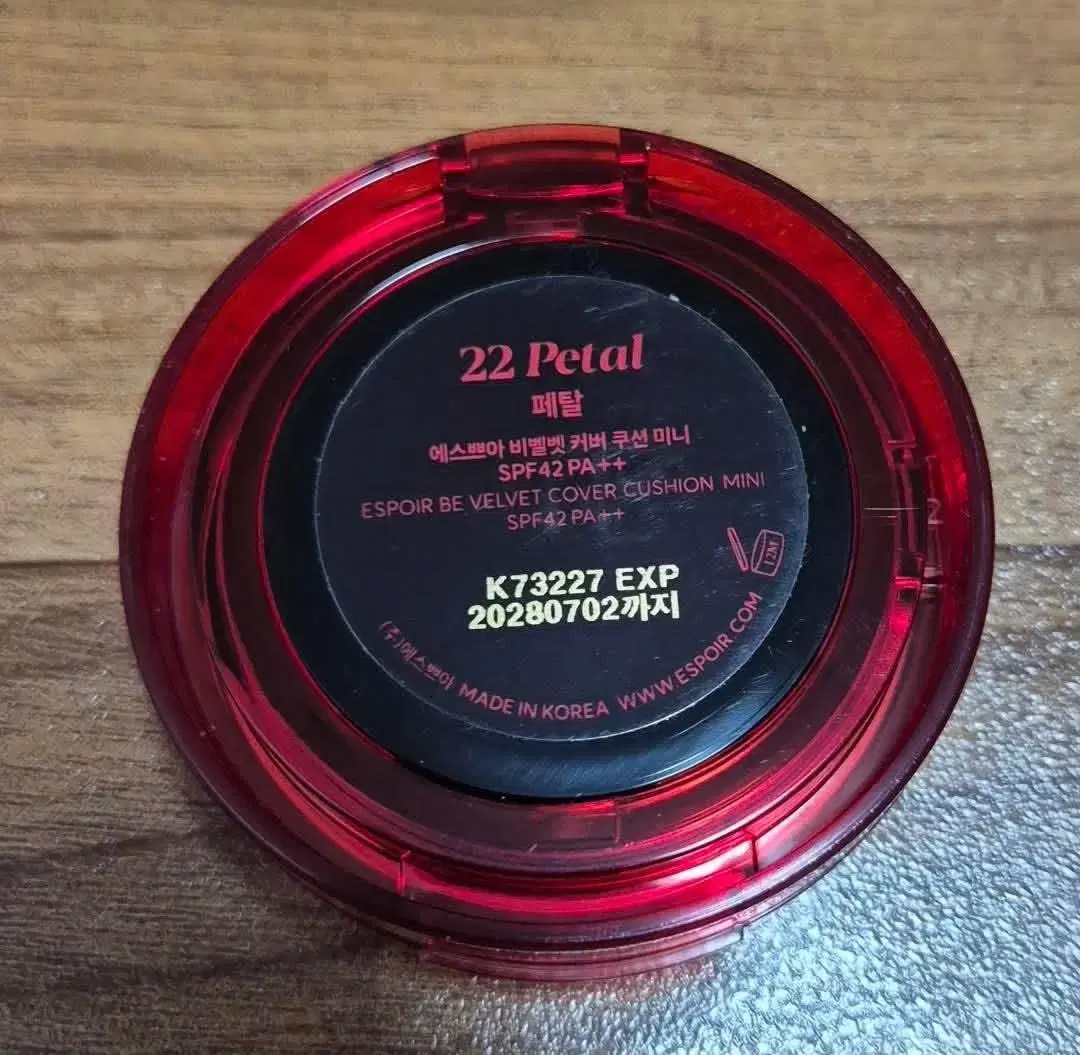 22 Petal
페탈
에스쁘아 비벨벳 커버 쿠션 미니
SPF42 PA++
ESPOIR BE VELVET COVER CUSHION MINI
SPF42 PA++
12M
K73227 EXP
20280702까지
(주)에스쁘아 MADE IN KOREA WWW.ESPOIR.COM